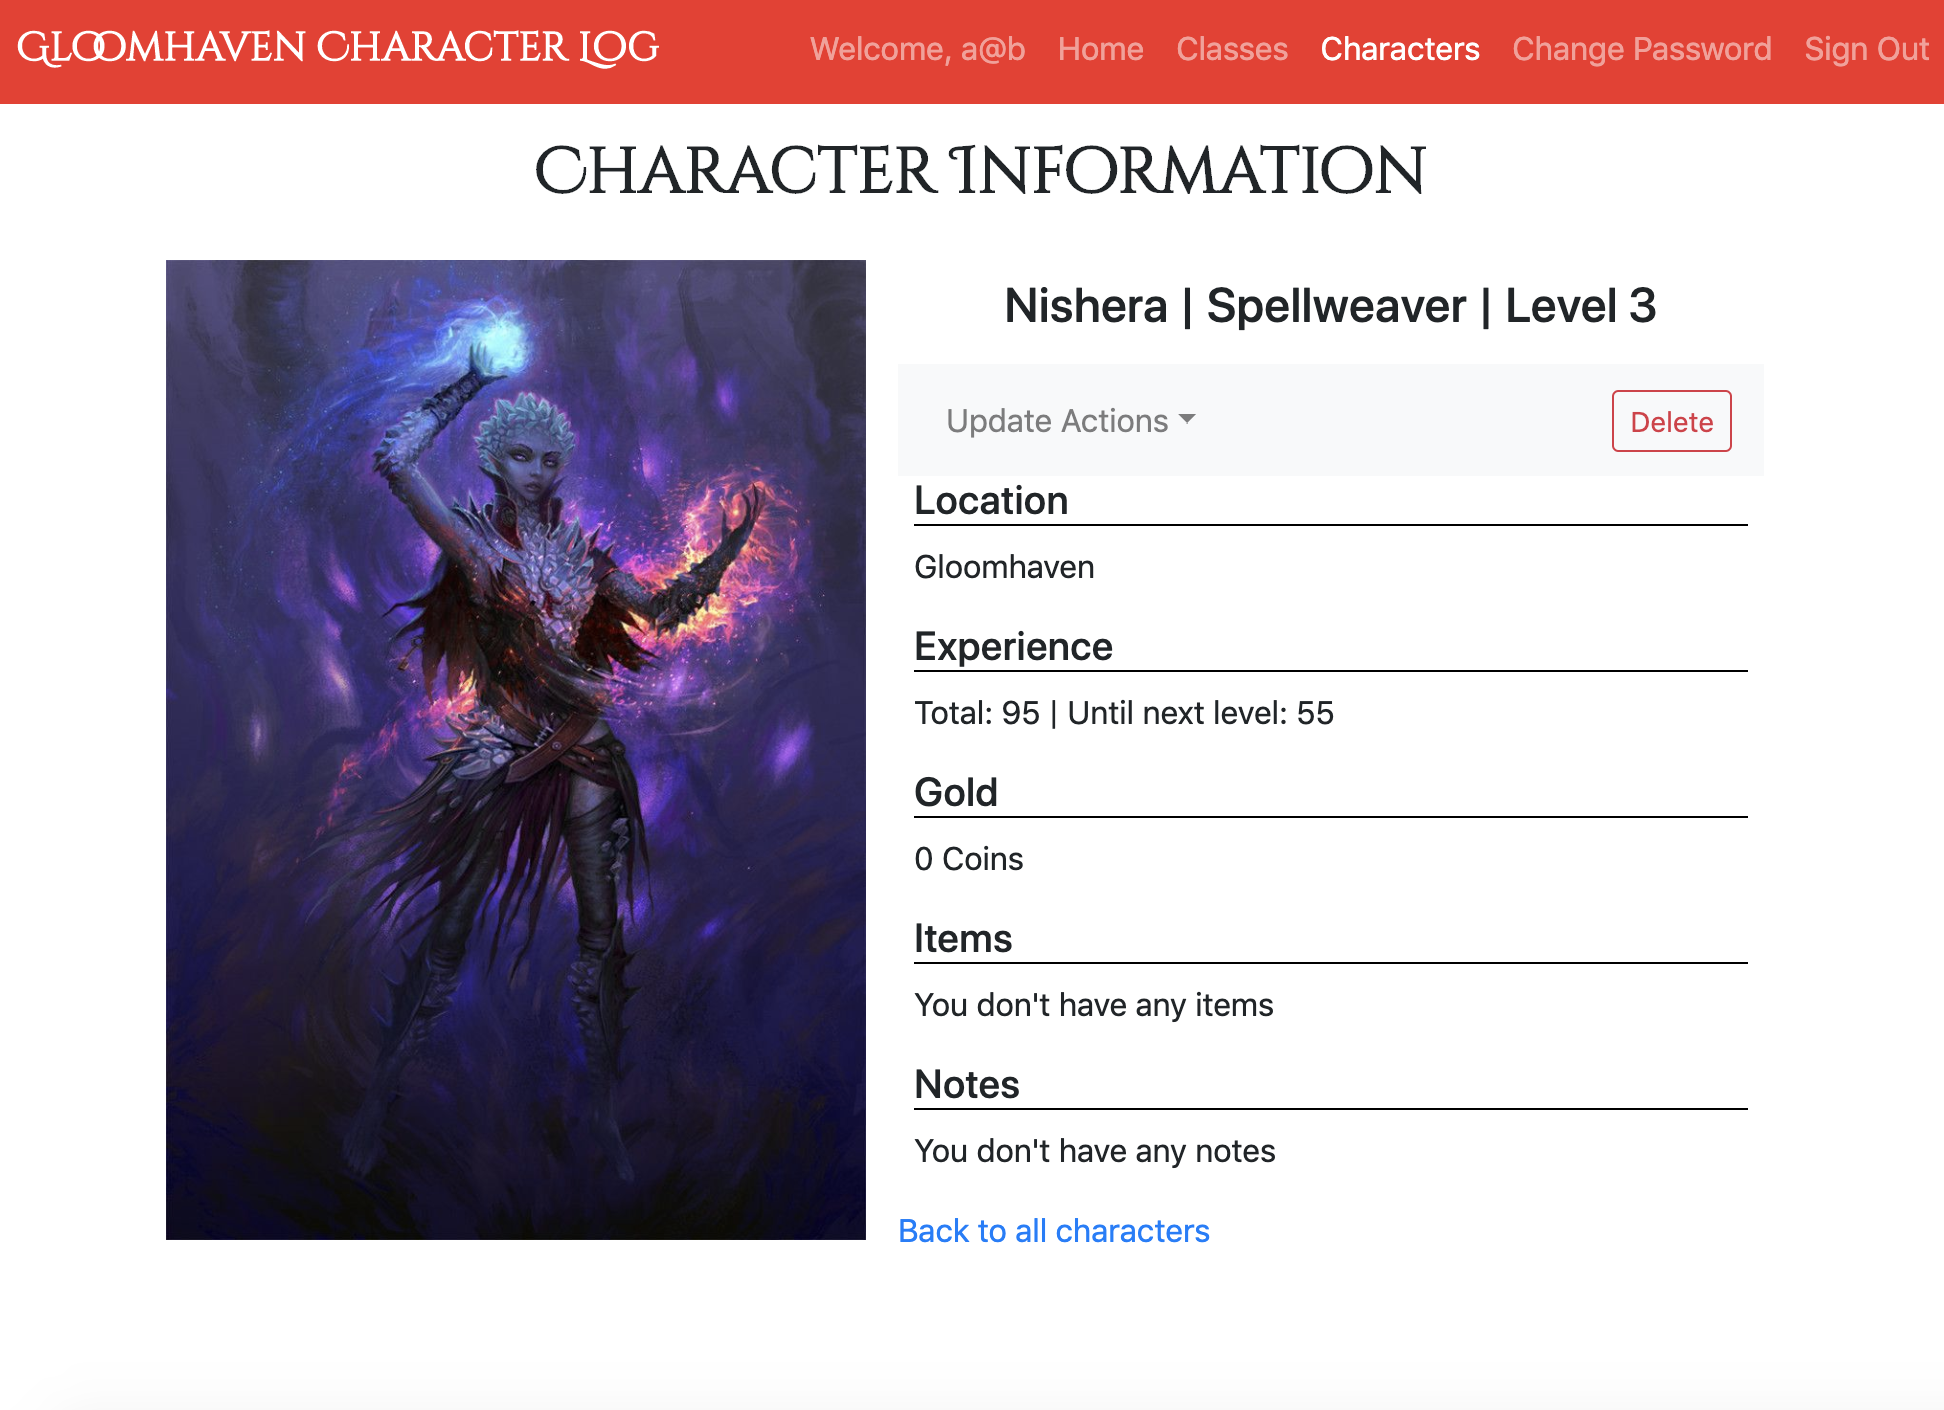 Gloomhaven Character Log
Welcome, a@b Home Classes Characters Change Password Sign Out
Character Information
Nishera | Spellweaver | Level 3
Update Actions
Delete
Location
Gloomhaven
Experience
Total: 95 | Until next level: 55
Gold
0 Coins
Items
You don't have any items
Notes
You don't have any notes
Back to all characters